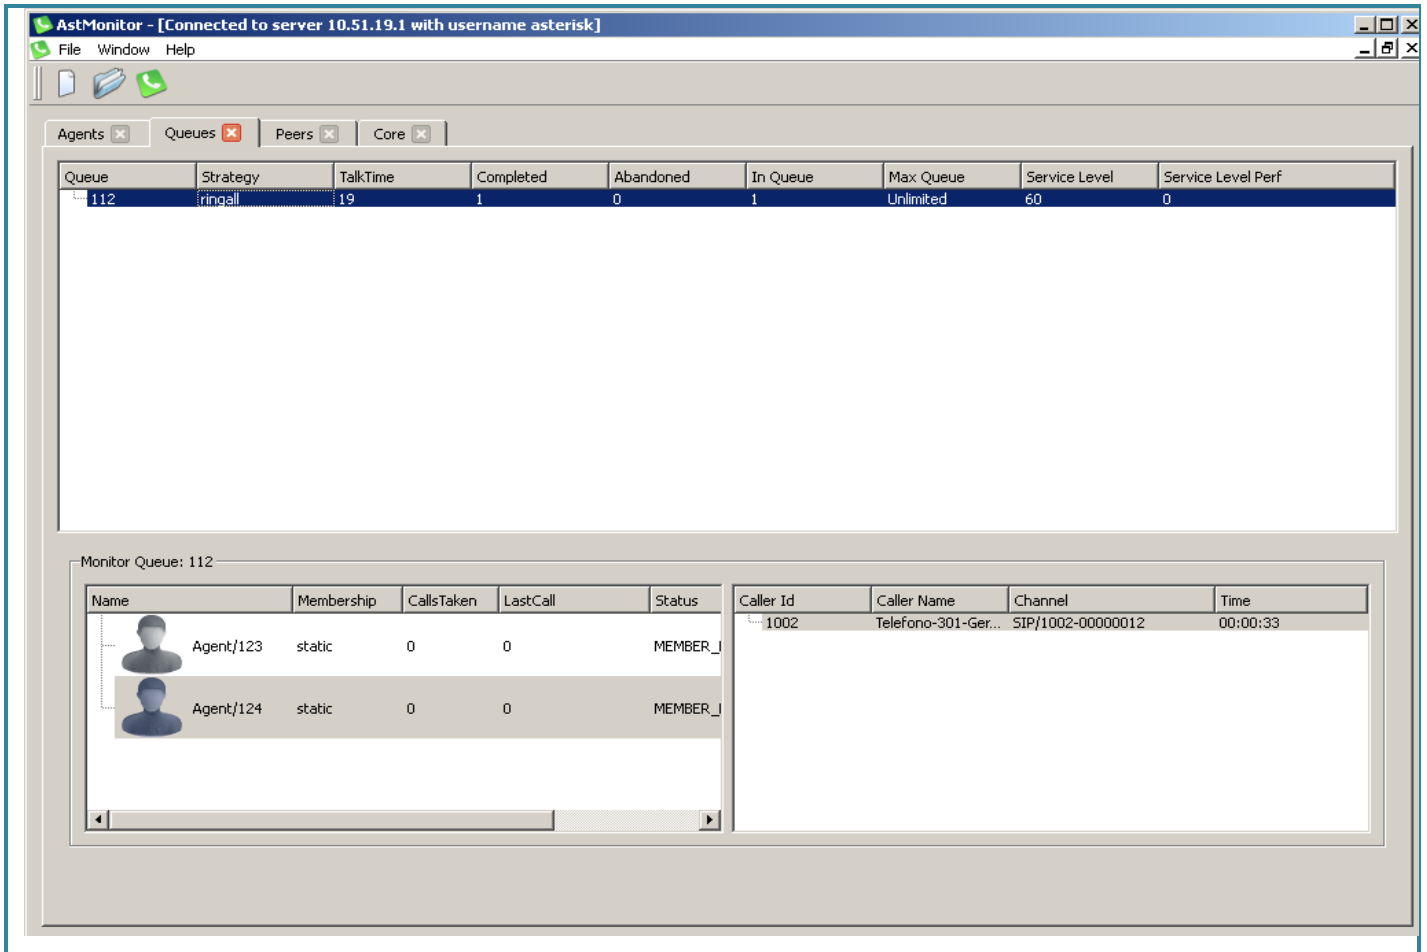 AstMonitor - [Connected to server 10.51.19.1 with username asterisk]
File Window Help
Agents Queues Peers Core
Queue Strategy TalkTime Completed Abandoned In Queue Max Queue Service Level Service Level Perf
112 ringall 19 1 0 1 Unlimited 60 0
Monitor Queue: 112
Name Membership CallsTaken LastCall Status
Agent/123 static 0 0 MEMBER_
Agent/124 static 0 0 MEMBER_
Caller Id Caller Name Channel Time
1002 Telefono-301-Ger... SIP/1002-00000012 00:00:33